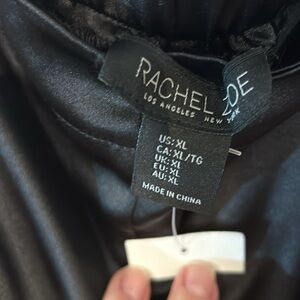 RACHEL ZOE
LOS ANGELES NEW YORK
US: XL
CA: XL/TG
UK: XL
EU: XL
AU: XL
MADE IN CHINA